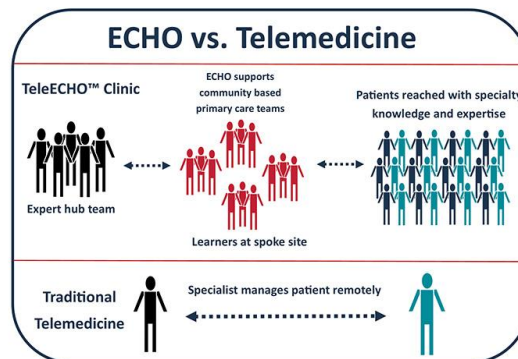 ECHO vs. Telemedicine
TeleECHO™ Clinic
ECHO supports
community based
primary care teams
Patients reached with specialty
knowledge and expertise
Expert hub team
Learners at spoke site
Traditional
Telemedicine
Specialist manages patient remotely